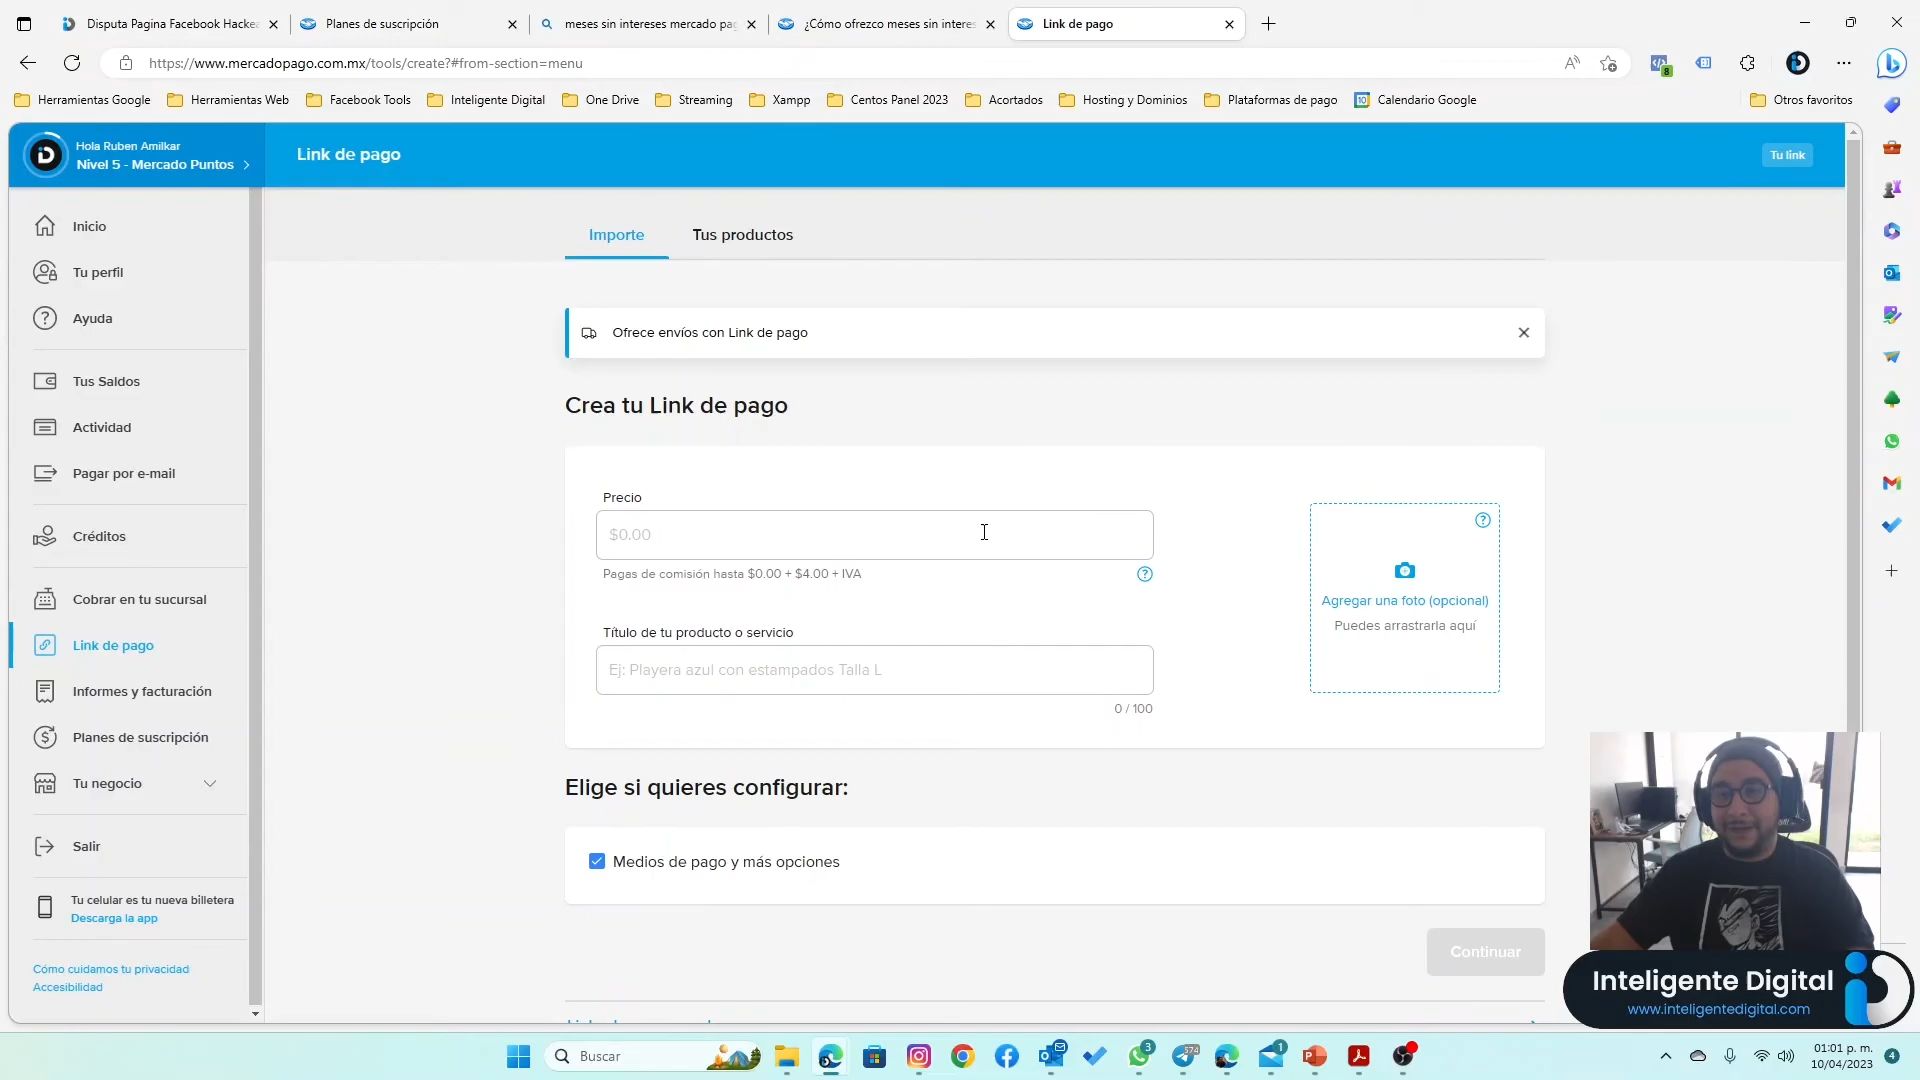 Disputa Pagina Facebook Hackea
Planes de suscripción
meses sin intereses mercado pag
¿Cómo ofrezco meses sin interes
Link de pago
https://www.mercadopago.com.mx/tools/create?#from-section=menu
8
Herramientas Google
Herramientas Web
Facebook Tools
Inteligente Digital
One Drive
Streaming
Xampp
Centos Panel 2023
Acortados
Hosting y Dominios
Plataformas de pago
Calendario Google
Otros favoritos
Hola Ruben Amilkar
Nivel 5 - Mercado Puntos
Link de pago
Tu link
Inicio
Tu perfil
Ayuda
Tus Saldos
Actividad
Pagar por e-mail
Créditos
Cobrar en tu sucursal
Link de pago
Informes y facturación
Planes de suscripción
Tu negocio
Salir
Tu celular es tu nueva billetera
Descarga la app
Cómo cuidamos tu privacidad
Accesibilidad
Importe
Tus productos
Ofrece envíos con Link de pago
Crea tu Link de pago
Precio
$0.00
Pagas de comisión hasta $0.00 + $4.00 + IVA
Título de tu producto o servicio
Ej: Playera azul con estampados Talla L
0 / 100
Agregar una foto (opcional)
Puedes arrastrarla aquí
Elige si quieres configurar:
Medios de pago y más opciones
Continuar
Inteligente Digital
www.inteligentedigital.com
Buscar
3
574
1
01:01 p. m.
10/04/2023
4